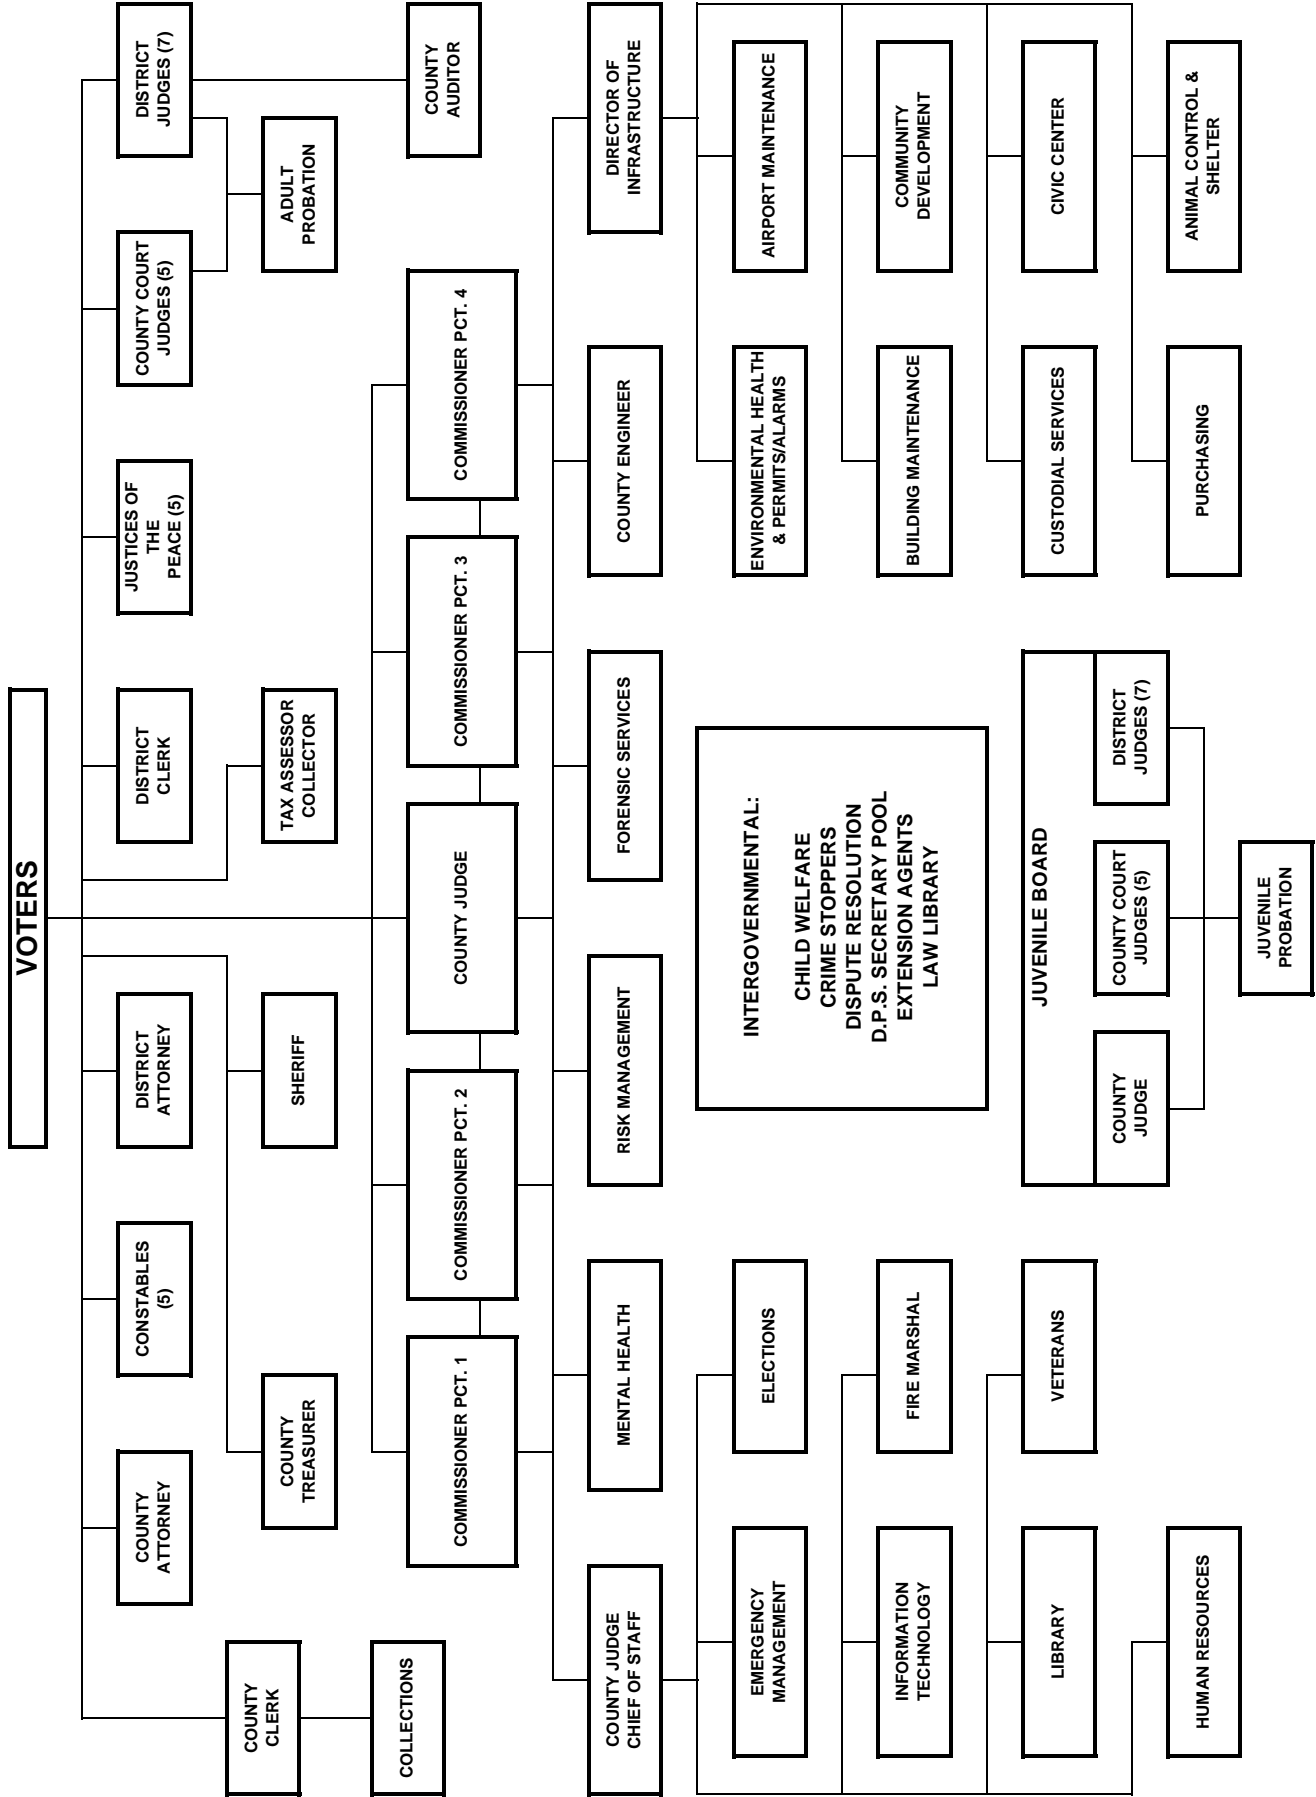 VOTERS
COUNTY
CLERK
COLLECTIONS
COUNTY
ATTORNEY
CONSTABLES
(5)
DISTRICT
ATTORNEY
DISTRICT
CLERK
JUSTICES OF
THE
PEACE (5)
COUNTY COURT
JUDGES (5)
DISTRICT
JUDGES (7)
COUNTY
TREASURER
SHERIFF
TAX ASSESSOR
COLLECTOR
ADULT
PROBATION
COUNTY
AUDITOR
COMMISSIONER PCT. 1
COMMISSIONER PCT. 2
COUNTY JUDGE
COMMISSIONER PCT. 3
COMMISSIONER PCT. 4
COUNTY JUDGE
CHIEF OF STAFF
MENTAL HEALTH
RISK MANAGEMENT
FORENSIC SERVICES
COUNTY ENGINEER
DIRECTOR OF
INFRASTRUCTURE
EMERGENCY
MANAGEMENT
ELECTIONS
INFORMATION
TECHNOLOGY
FIRE MARSHAL
LIBRARY
VETERANS
HUMAN RESOURCES
INTERGOVERNMENTAL:
CHILD WELFARE
CRIME STOPPERS
DISPUTE RESOLUTION
D.P.S. SECRETARY POOL
EXTENSION AGENTS
LAW LIBRARY
JUVENILE BOARD
COUNTY
JUDGE
COUNTY COURT
JUDGES (5)
DISTRICT
JUDGES (7)
JUVENILE
PROBATION
ENVIRONMENTAL HEALTH
& PERMITS/ALARMS
AIRPORT MAINTENANCE
BUILDING MAINTENANCE
COMMUNITY
DEVELOPMENT
CUSTODIAL SERVICES
CIVIC CENTER
PURCHASING
ANIMAL CONTROL &
SHELTER